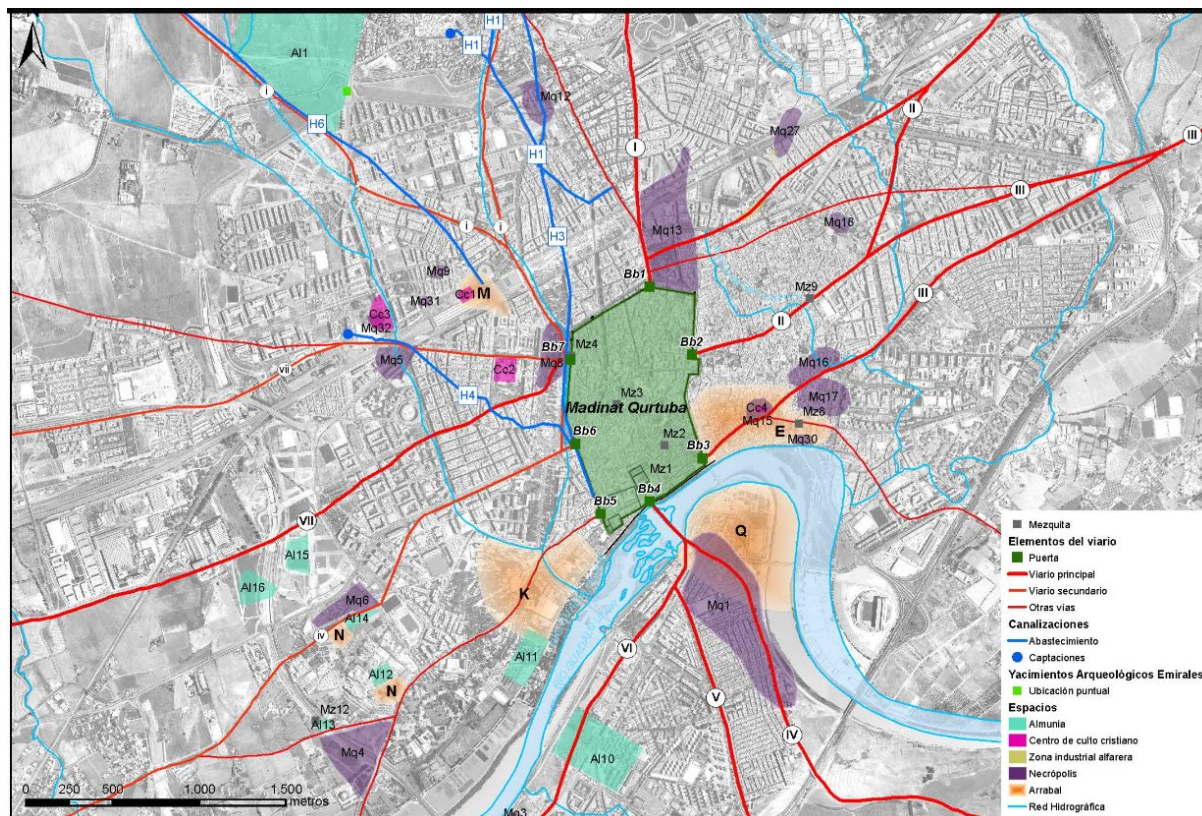 Al1
i
H6
H1
H1
Mq12
H1
I
Mq27
II
III
III
Mq18
Mq13
i
i
H3
Mq9
M
Cc1
Mq31
Bb1
Mz9
III
II
Cc3
Mq32
Mq5
vii
Bb7
Mz4
Mq8
Cc2
Bb2
Mq16
H4
Mz3
Madinat Qurtuba
Mq17
Cc4
Mz8
Mq15
E
Mq30
Bb6
Mz2
Bb3
Mz1
Bb4
Bb5
Q
VII
Al15
Al16
K
Mq6
Al14
iv
N
Mq1
VI
Al11
Al12
N
V
IV
Mz12
Al13
Mq4
Al10
Mq3
RIO GUADALQUIVIR
0 250 500 1.000 1.500
metros
Mezquita
Elementos del viario
Puerta
Viario principal
Viario secundario
Otras vías
Canalizaciones
Abastecimiento
Captaciones
Yacimientos Arqueológicos Emirales
Ubicación puntual
Espacios
Almunia
Centro de culto cristiano
Zona industrial alfarera
Necrópolis
Arrabal
Red Hidrográfica